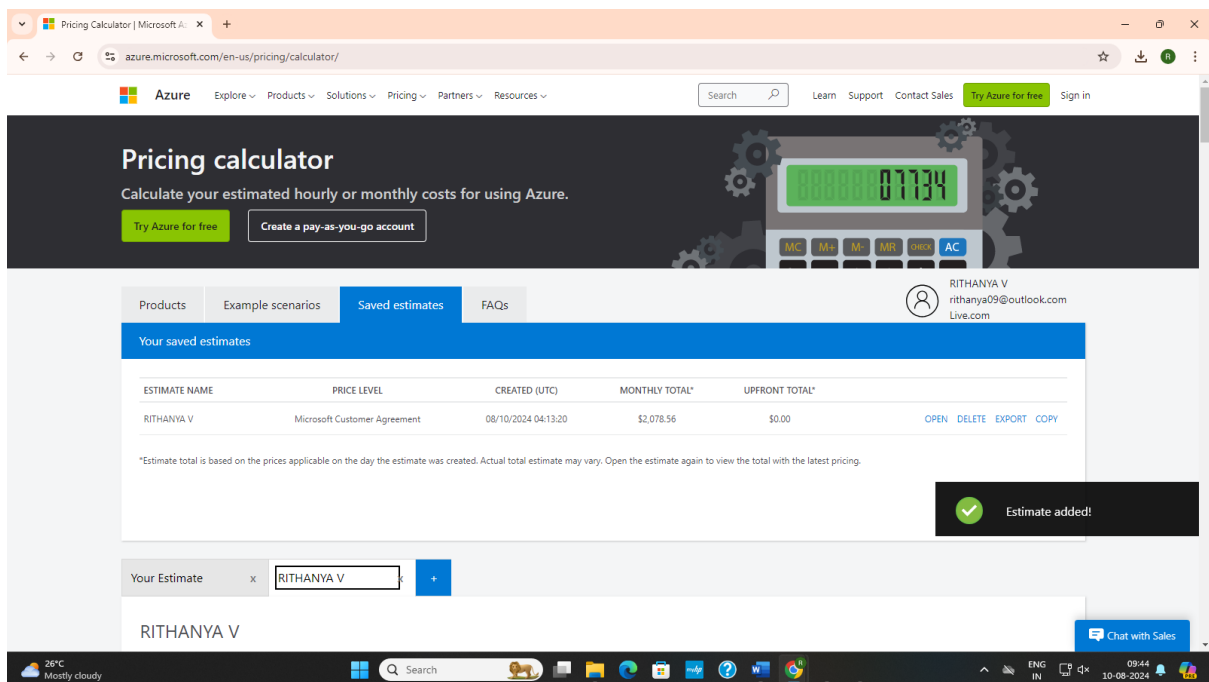 Pricing Calculator | Microsoft A
azure.microsoft.com/en-us/pricing/calculator/
Azure Explore Products Solutions Pricing Partners Resources Search Learn Support Contact Sales Try Azure for free Sign in
Pricing calculator
Calculate your estimated hourly or monthly costs for using Azure.
Try Azure for free Create a pay-as-you-go account
07734
MC M+ M- MR CHECK AC
Products Example scenarios Saved estimates FAQs
RITHANYA V
rithanya09@outlook.com
Live.com
Your saved estimates
ESTIMATE NAME PRICE LEVEL CREATED (UTC) MONTHLY TOTAL* UPFRONT TOTAL*
RITHANYA V Microsoft Customer Agreement 08/10/2024 04:13:20 $2,078.56 $0.00 OPEN DELETE EXPORT COPY
*Estimate total is based on the prices applicable on the day the estimate was created. Actual total estimate may vary. Open the estimate again to view the total with the latest pricing.
Estimate added!
Your Estimate x RITHANYA V x +
RITHANYA V
Chat with Sales
26°C
Mostly cloudy
Search
ENG
IN
09:44
10-08-2024